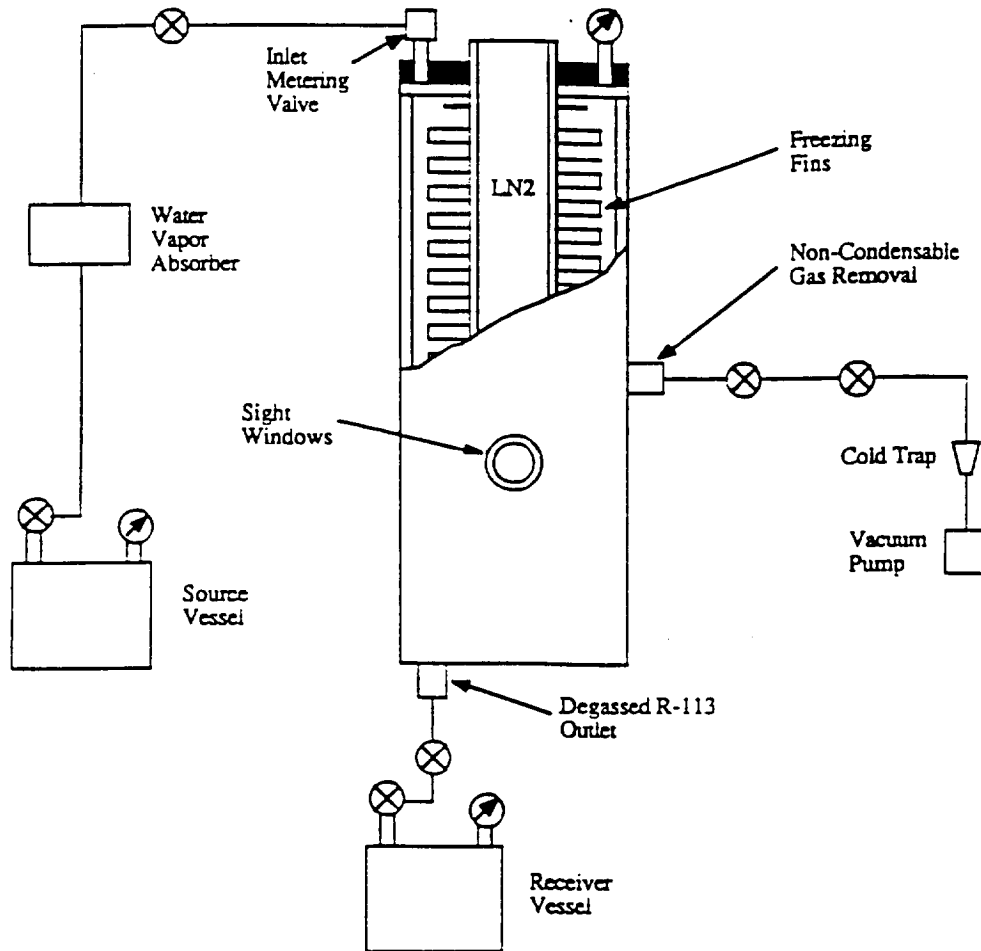 Inlet
Metering
Valve
LN2
Freezing
Fins
Water
Vapor
Absorber
Non-Condensable
Gas Removal
Sight
Windows
Cold Trap
Vacuum
Pump
Source
Vessel
Degassed R-113
Outlet
Receiver
Vessel